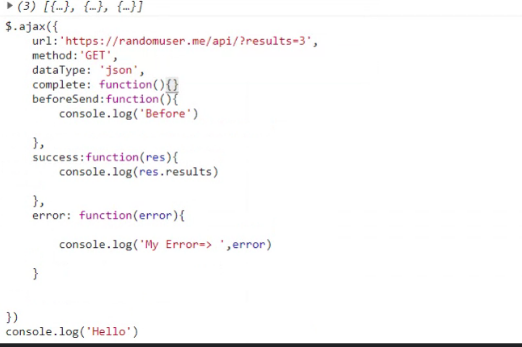 ▶ (3) [{…}, {…}, {…}]
$.ajax({
    url:'https://randomuser.me/api/?results=3',
    method:'GET',
    dataType: 'json',
    complete: function(){}
    beforeSend:function(){
        console.log('Before')
    },
    success:function(res){
        console.log(res.results)
    },
    error: function(error){
        console.log('My Error=> ',error)
    }
})
console.log('Hello')